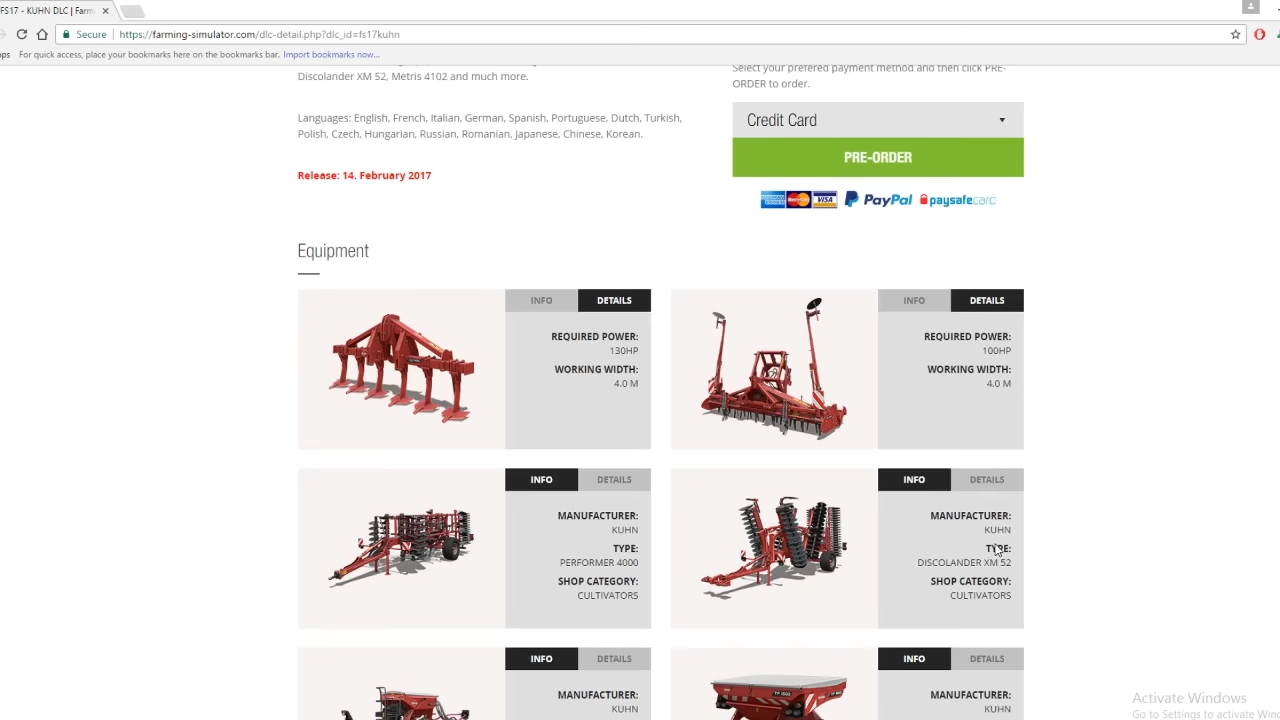 FS17 - KUHN DLC | Farm
Secure
https://farming-simulator.com/dlc-detail.php?dlc_id=fs17kuhn
For quick access, place your bookmarks here on the bookmarks bar. Import bookmarks now...
Discolander XM 52, Metris 4102 and much more.
Languages: English, French, Italian, German, Spanish, Portuguese, Dutch, Turkish,
Polish, Czech, Hungarian, Russian, Romanian, Japanese, Chinese, Korean.
Release: 14. February 2017
Select your prefered payment method and then click PRE-
ORDER to order.
Credit Card
PRE-ORDER
VISA PayPal paysafecard
Equipment
INFO DETAILS
REQUIRED POWER:
130HP
WORKING WIDTH:
4.0 M
INFO DETAILS
REQUIRED POWER:
100HP
WORKING WIDTH:
4.0 M
INFO DETAILS
MANUFACTURER:
KUHN
TYPE:
PERFORMER 4000
SHOP CATEGORY:
CULTIVATORS
INFO DETAILS
MANUFACTURER:
KUHN
TYPE:
DISCOLANDER XM 52
SHOP CATEGORY:
CULTIVATORS
INFO DETAILS
MANUFACTURER:
KUHN
INFO DETAILS
MANUFACTURER:
KUHN
Activate Windows
Go to Settings to activate Win